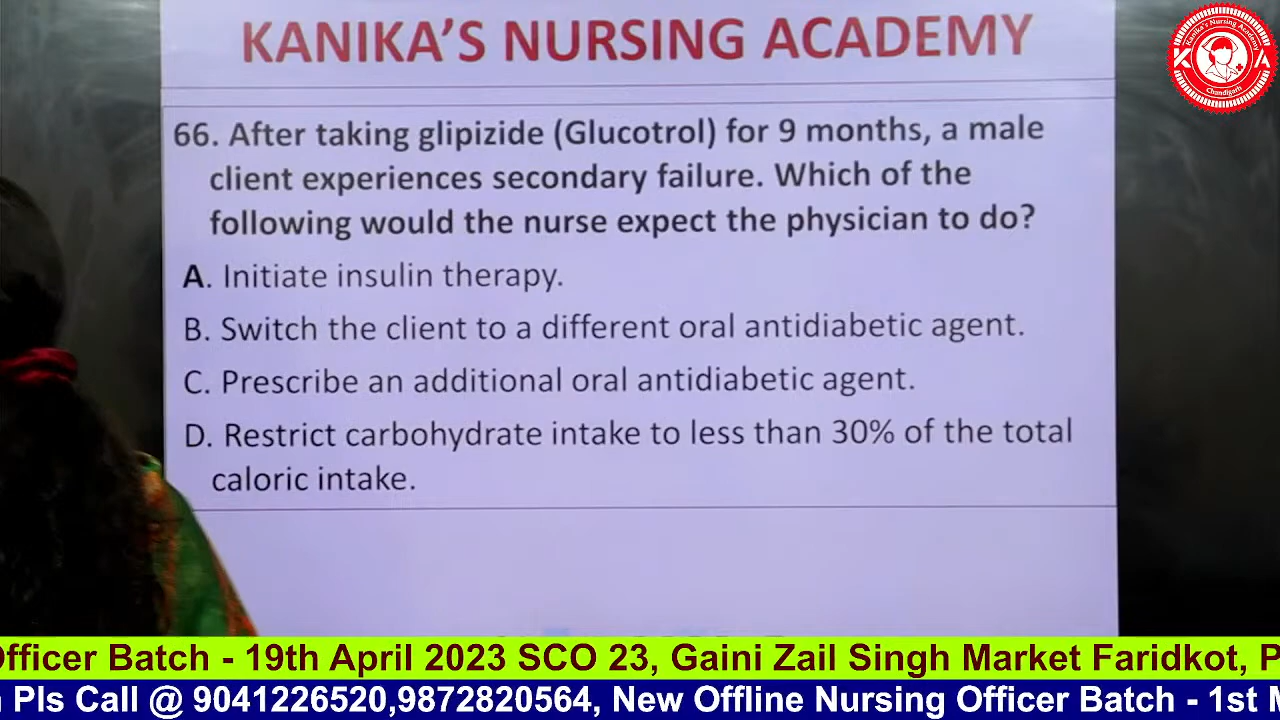 KANIKA'S NURSING ACADEMY
Kanika's Nursing Academy
K A
Chandigarh
66. After taking glipizide (Glucotrol) for 9 months, a male
client experiences secondary failure. Which of the
following would the nurse expect the physician to do?
A. Initiate insulin therapy.
B. Switch the client to a different oral antidiabetic agent.
C. Prescribe an additional oral antidiabetic agent.
D. Restrict carbohydrate intake to less than 30% of the total
caloric intake.
Officer Batch - 19th April 2023 SCO 23, Gaini Zail Singh Market Faridkot, P
Pls Call @ 9041226520,9872820564, New Offline Nursing Officer Batch - 1st M